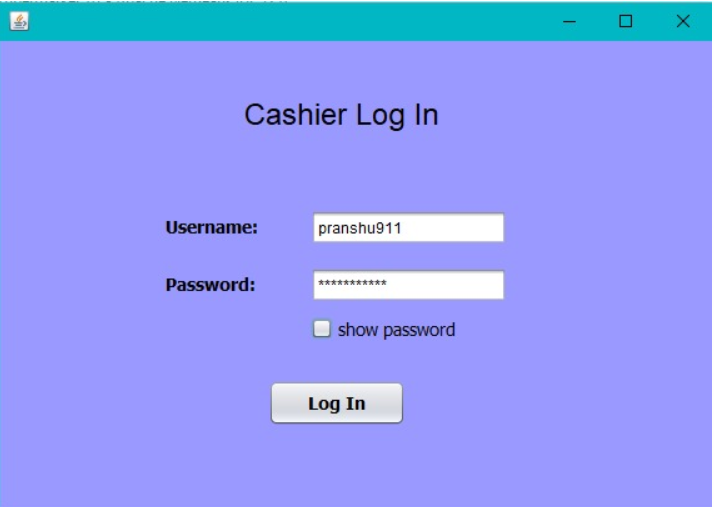 Cashier Log In
Username: pranshu911
Password: ***********
show password
Log In